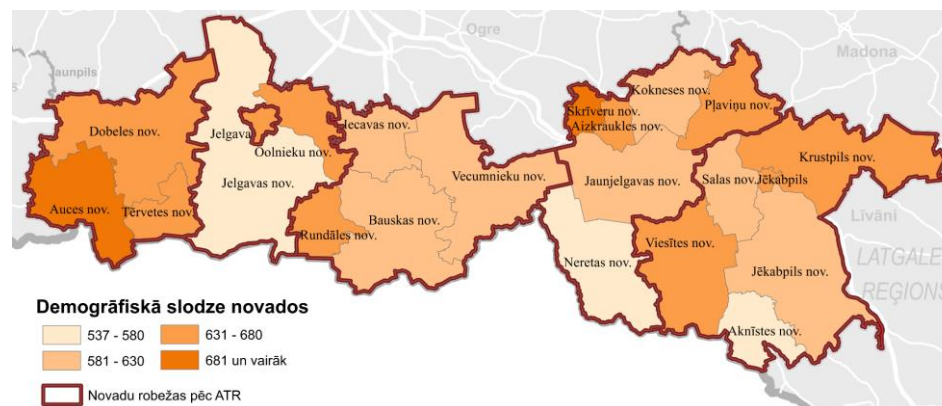 Ogre
Madona
aunpils
Kokneses nov.
Pļaviņu nov.
Skrīveru nov.
Aizkraukles nov.
Dobeles nov.
Jelgava
Iecavas nov.
Oolnieku nov.
Krustpils nov.
Vecumnieku nov.
Jaunjelgavas nov.
Salas nov.
Jēkabpils
Jelgavas nov.
Auces nov.
Tērvetes nov.
Bauskas nov.
Līvāni
Rundāles nov.
Viesītes nov.
Neretas nov.
Jēkabpils nov.
LATGALE
REĢIONS
Aknīstes nov.
Demogrāfiskā slodze novados
537 - 580
631 - 680
581 - 630
681 un vairāk
Novadu robežas pēc ATR